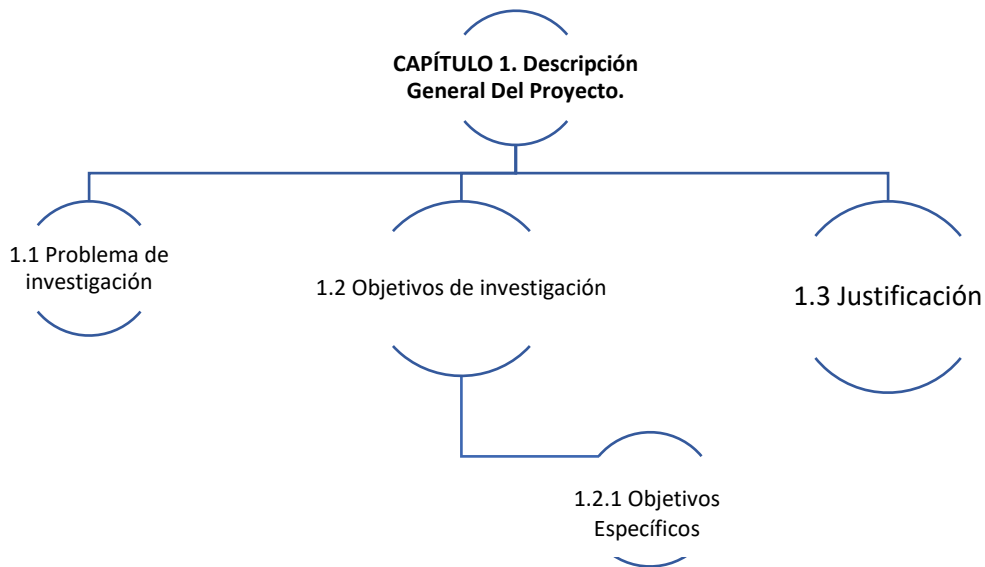 CAPÍTULO 1. Descripción
General Del Proyecto.
1.1 Problema de
investigación
1.2 Objetivos de investigación
1.3 Justificación
1.2.1 Objetivos
Específicos